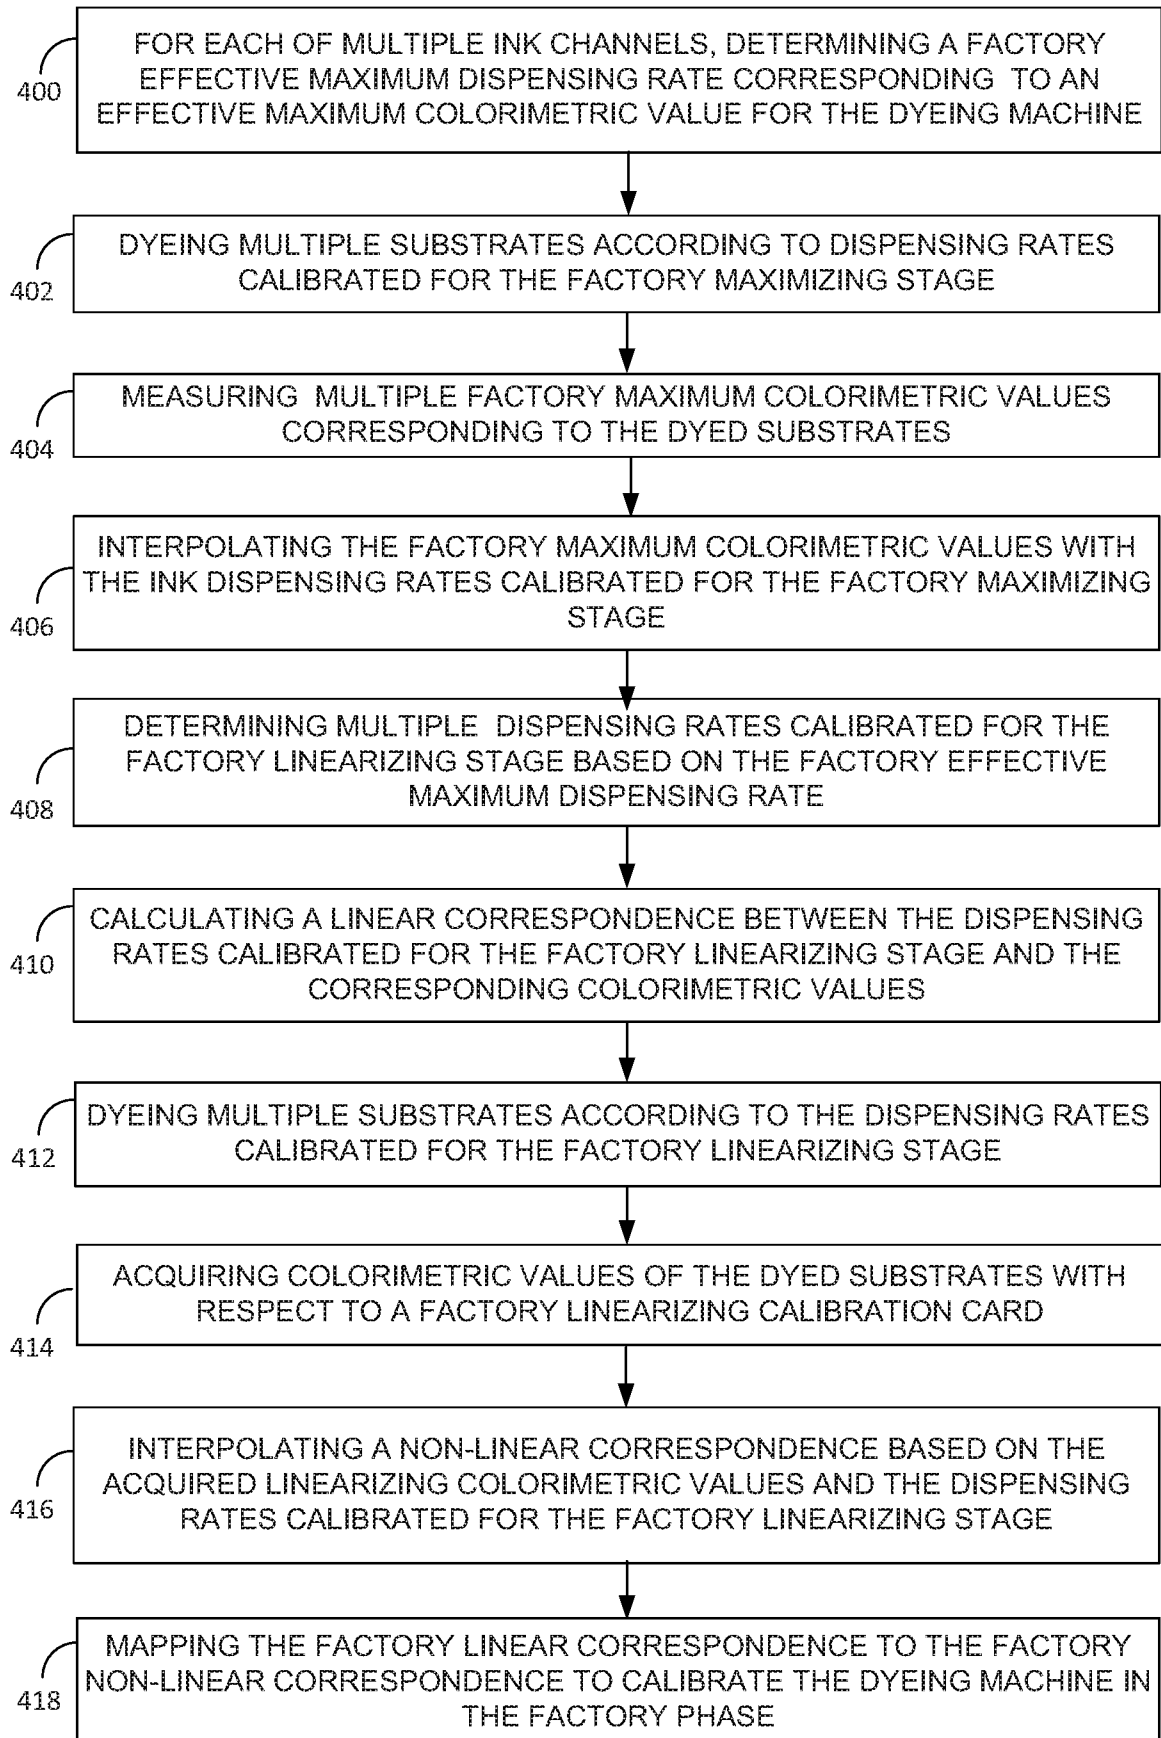 FOR EACH OF MULTIPLE INK CHANNELS, DETERMINING A FACTORY
EFFECTIVE MAXIMUM DISPENSING RATE CORRESPONDING TO AN
EFFECTIVE MAXIMUM COLORIMETRIC VALUE FOR THE DYEING MACHINE
400
DYEING MULTIPLE SUBSTRATES ACCORDING TO DISPENSING RATES
CALIBRATED FOR THE FACTORY MAXIMIZING STAGE
402
MEASURING MULTIPLE FACTORY MAXIMUM COLORIMETRIC VALUES
CORRESPONDING TO THE DYED SUBSTRATES
404
INTERPOLATING THE FACTORY MAXIMUM COLORIMETRIC VALUES WITH
THE INK DISPENSING RATES CALIBRATED FOR THE FACTORY MAXIMIZING
STAGE
406
DETERMINING MULTIPLE DISPENSING RATES CALIBRATED FOR THE
FACTORY LINEARIZING STAGE BASED ON THE FACTORY EFFECTIVE
MAXIMUM DISPENSING RATE
408
CALCULATING A LINEAR CORRESPONDENCE BETWEEN THE DISPENSING
RATES CALIBRATED FOR THE FACTORY LINEARIZING STAGE AND THE
CORRESPONDING COLORIMETRIC VALUES
410
DYEING MULTIPLE SUBSTRATES ACCORDING TO THE DISPENSING RATES
CALIBRATED FOR THE FACTORY LINEARIZING STAGE
412
ACQUIRING COLORIMETRIC VALUES OF THE DYED SUBSTRATES WITH
RESPECT TO A FACTORY LINEARIZING CALIBRATION CARD
414
INTERPOLATING A NON-LINEAR CORRESPONDENCE BASED ON THE
ACQUIRED LINEARIZING COLORIMETRIC VALUES AND THE DISPENSING
RATES CALIBRATED FOR THE FACTORY LINEARIZING STAGE
416
MAPPING THE FACTORY LINEAR CORRESPONDENCE TO THE FACTORY
NON-LINEAR CORRESPONDENCE TO CALIBRATE THE DYEING MACHINE IN
THE FACTORY PHASE
418